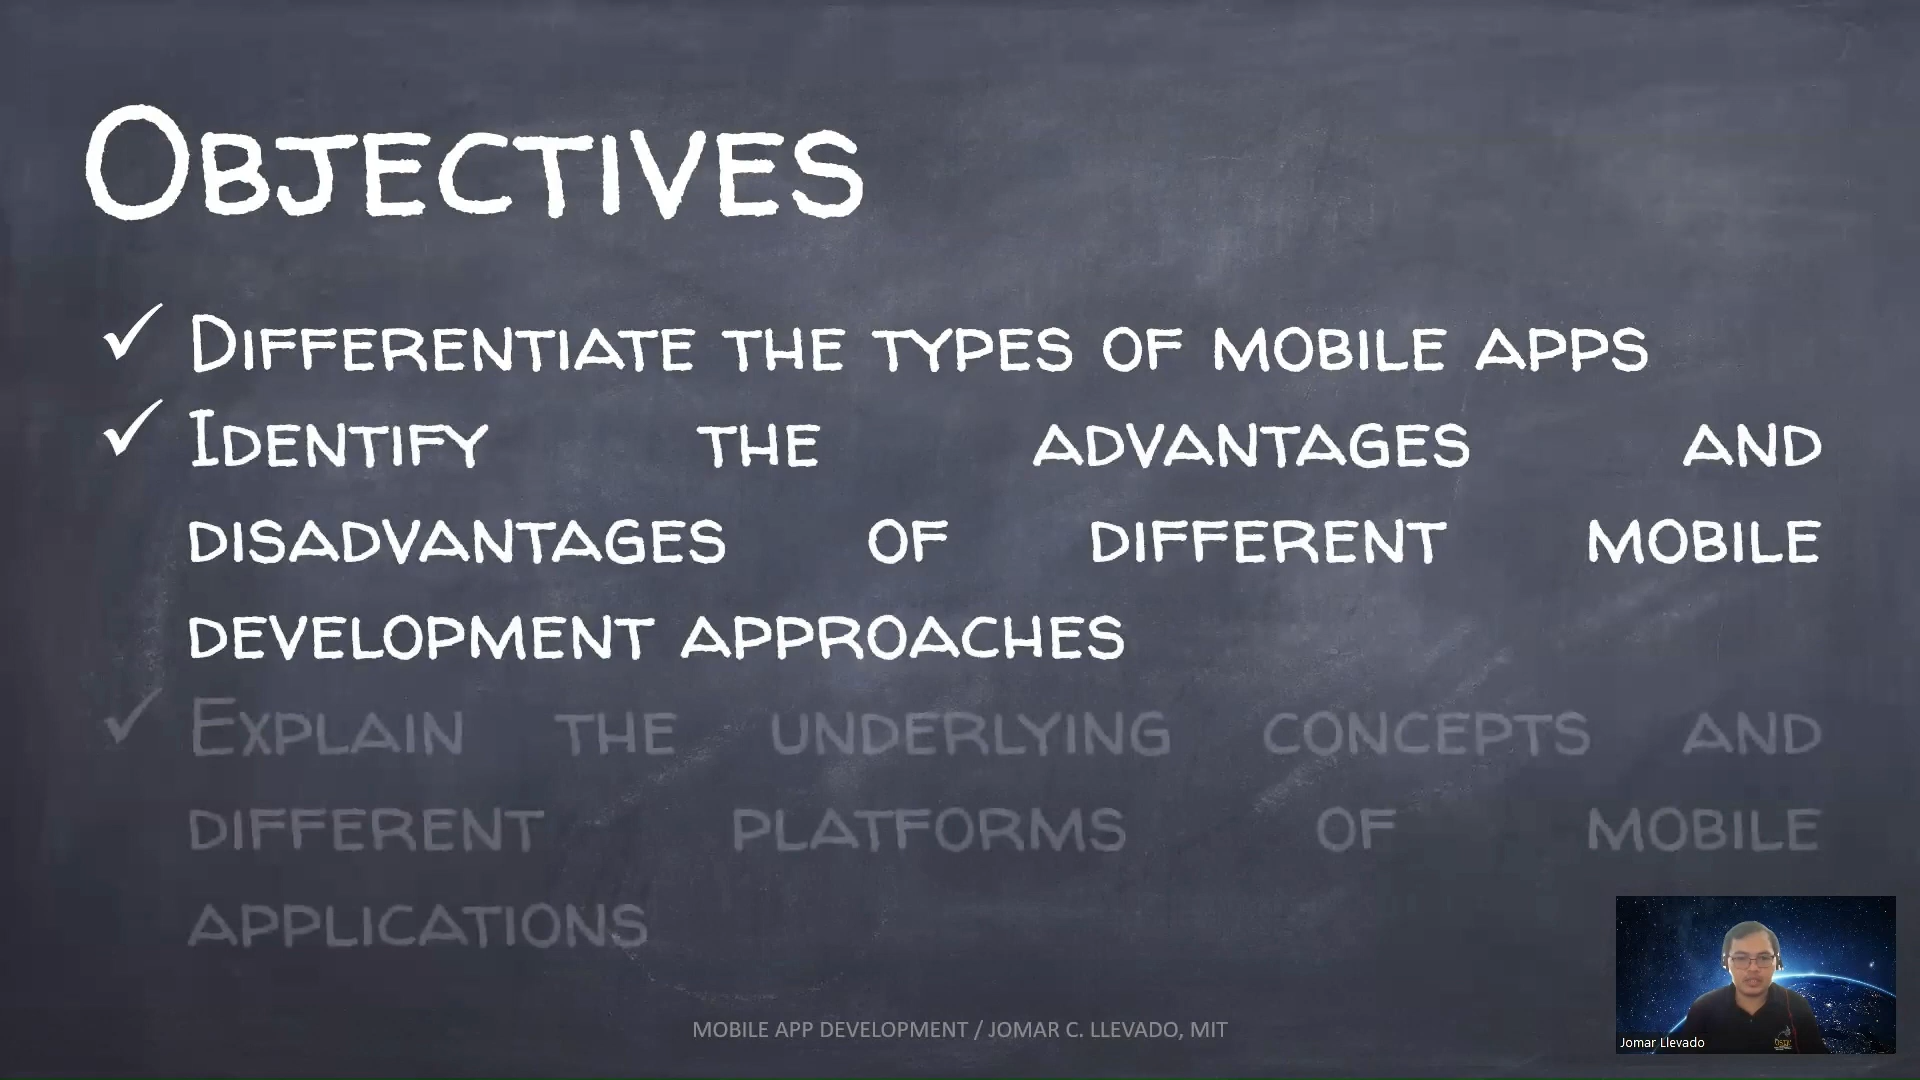 OBJECTIVES
✓ DIFFERENTIATE THE TYPES OF MOBILE APPS
✓ IDENTIFY THE ADVANTAGES AND
DISADVANTAGES OF DIFFERENT MOBILE
DEVELOPMENT APPROACHES
✓ EXPLAIN THE UNDERLYING CONCEPTS AND
DIFFERENT PLATFORMS OF MOBILE
APPLICATIONS
MOBILE APP DEVELOPMENT / JOMAR C. LLEVADO, MIT
Jomar Llevado